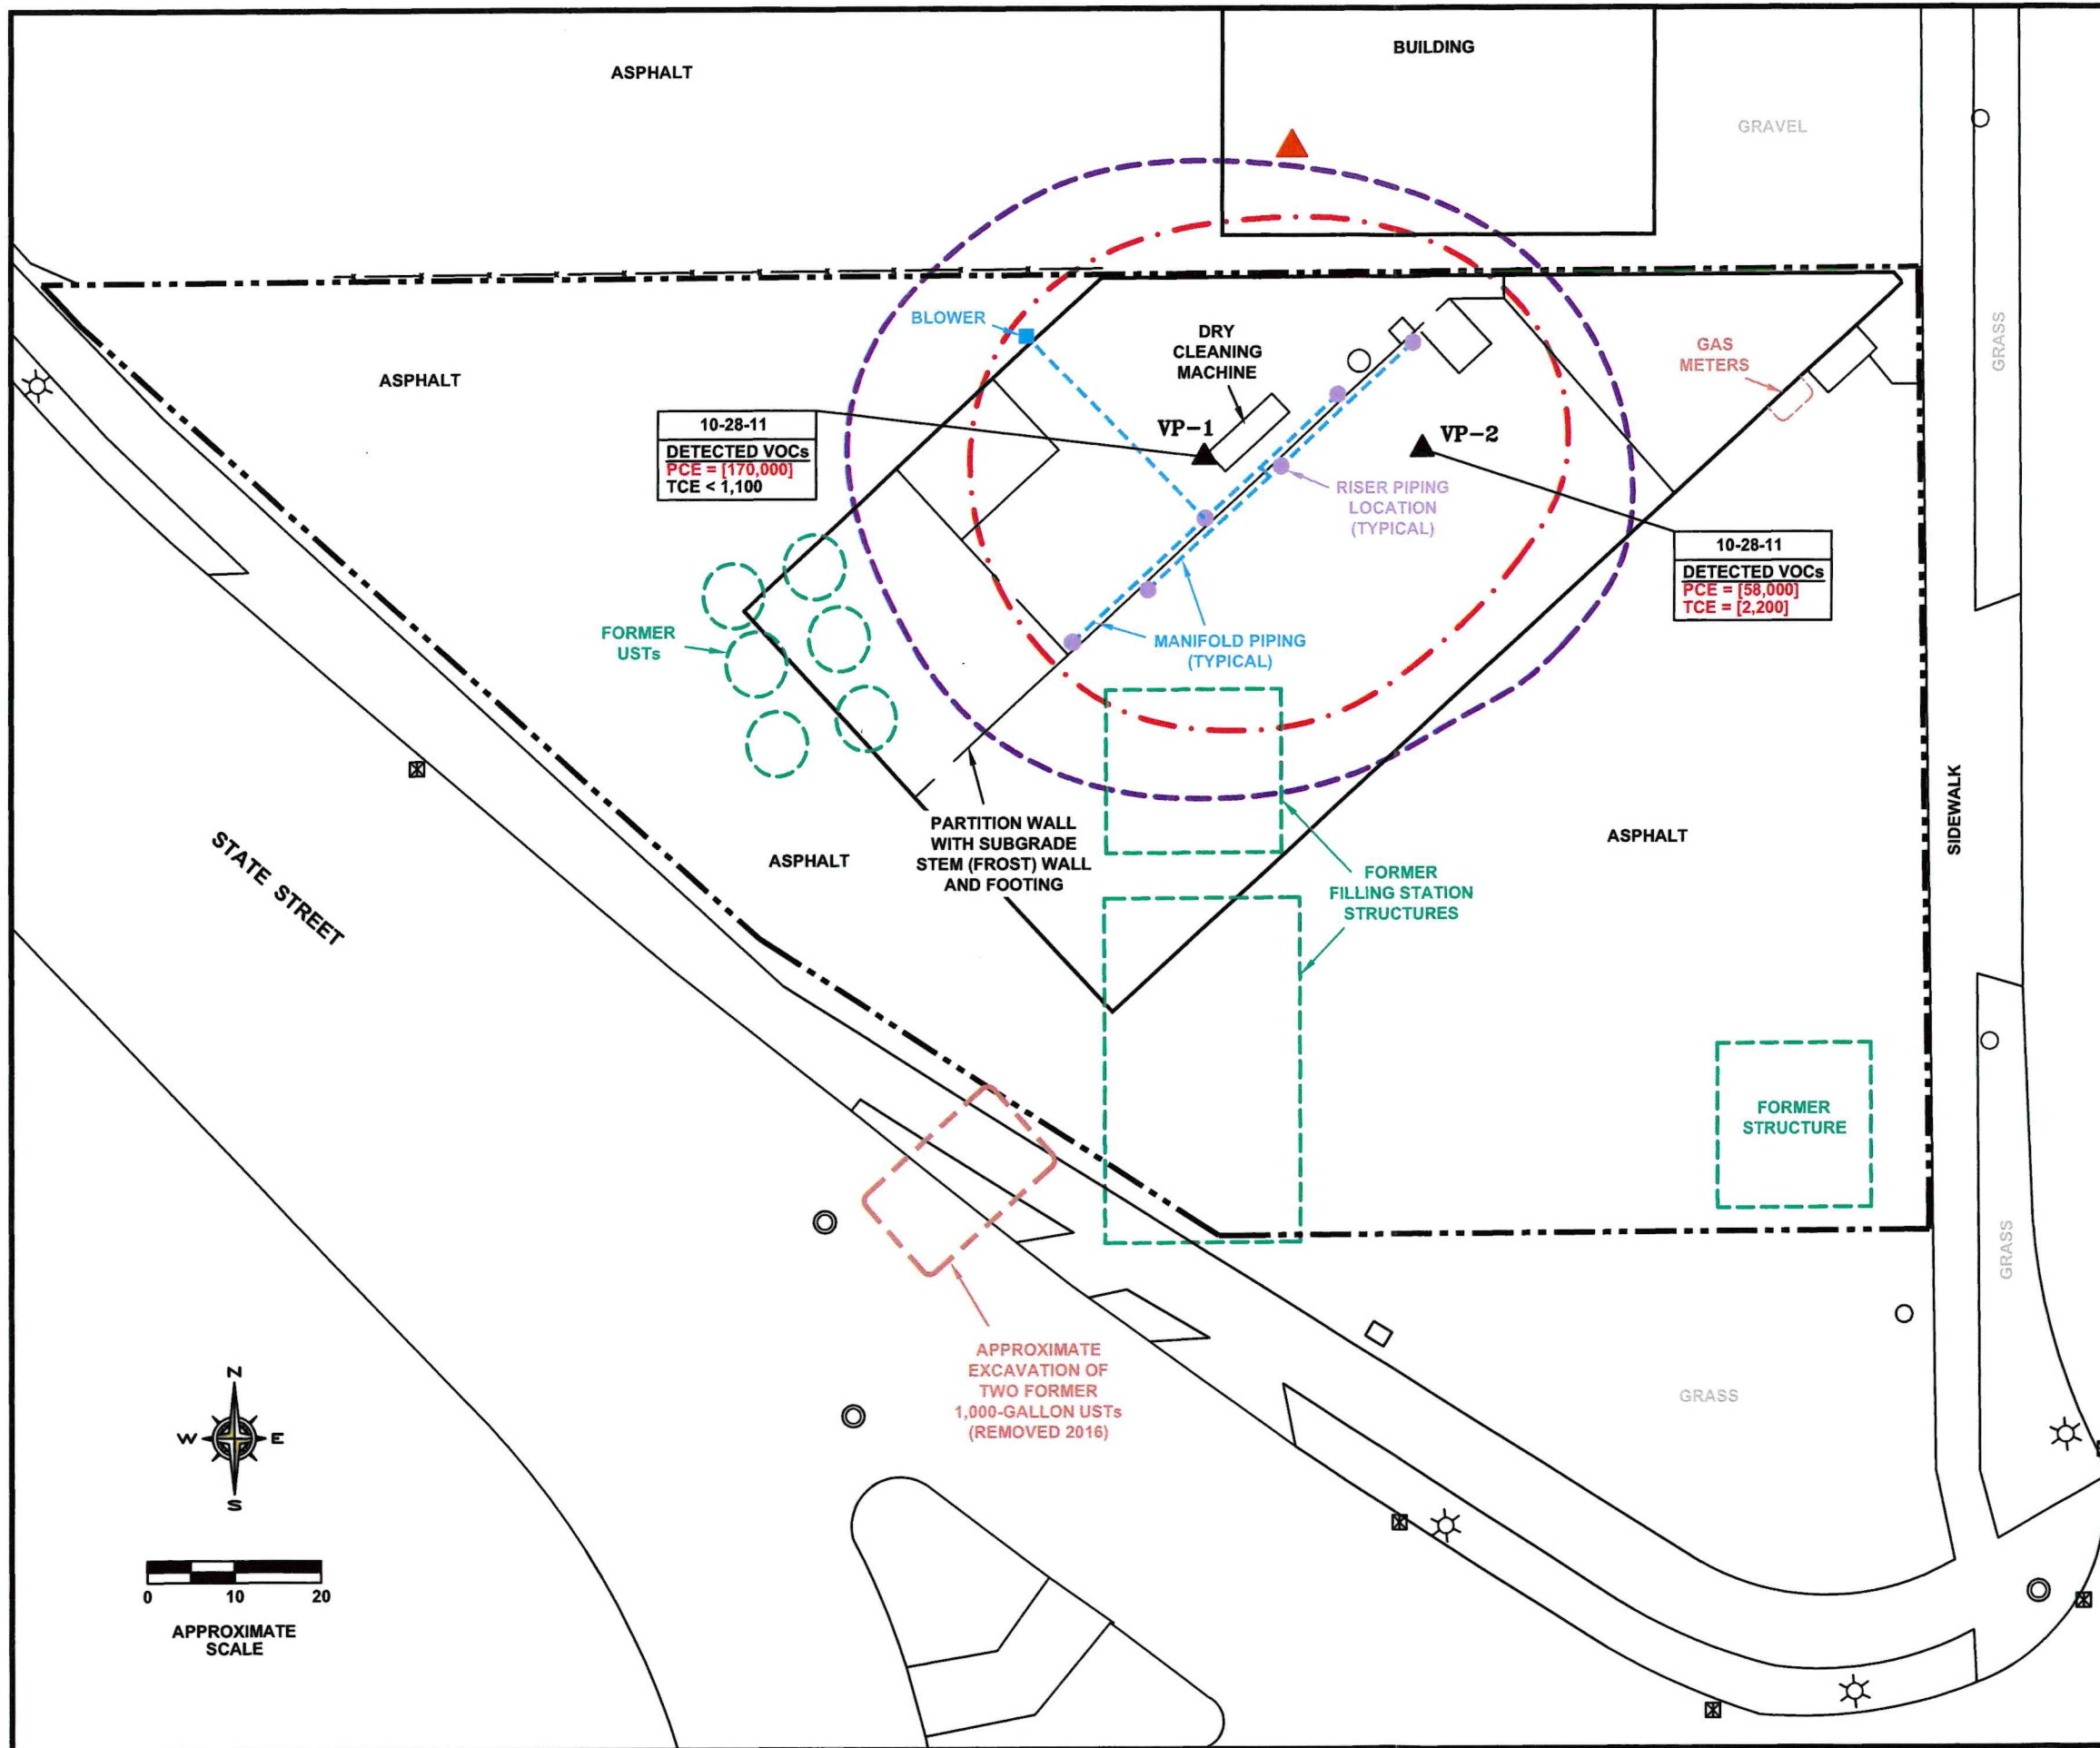 BUILDING
ASPHALT
GRAVEL
BLOWER
DRY
CLEANING
MACHINE
GAS
METERS
GRASS
ASPHALT
10-28-11
DETECTED VOCs
PCE = [170,000]
TCE < 1,100
VP-1
VP-2
RISER PIPING
LOCATION
(TYPICAL)
10-28-11
DETECTED VOCs
PCE = [58,000]
TCE = [2,200]
FORMER
USTs
MANIFOLD PIPING
(TYPICAL)
SIDEWALK
PARTITION WALL
WITH SUBGRADE
STEM (FROST) WALL
AND FOOTING
ASPHALT
ASPHALT
STATE STREET
FORMER
FILLING STATION
STRUCTURES
FORMER
STRUCTURE
GRASS
APPROXIMATE
EXCAVATION OF
TWO FORMER
1,000-GALLON USTs
(REMOVED 2016)
GRASS
N
W E
S
0 10 20
APPROXIMATE
SCALE